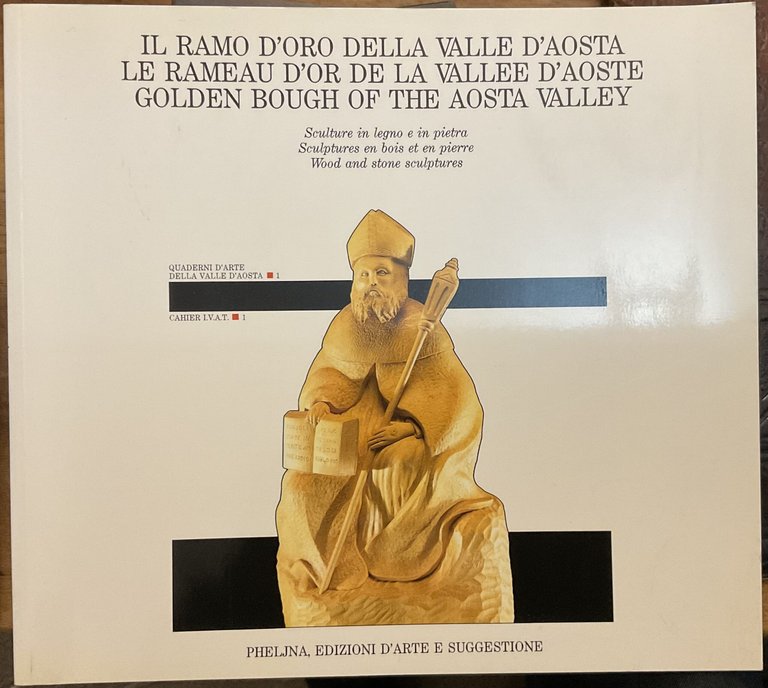 IL RAMO D'ORO DELLA VALLE D'AOSTA
LE RAMEAU D'OR DE LA VALLEE D'AOSTE
GOLDEN BOUGH OF THE AOSTA VALLEY
Sculture in legno e in pietra
Sculptures en bois et en pierre
Wood and stone sculptures
QUADERNI D'ARTE
DELLA VALLE D'AOSTA ■ 1
CAHIER I.V.A.T. ■ 1
PHELJNA, EDIZIONI D'ARTE E SUGGESTIONE